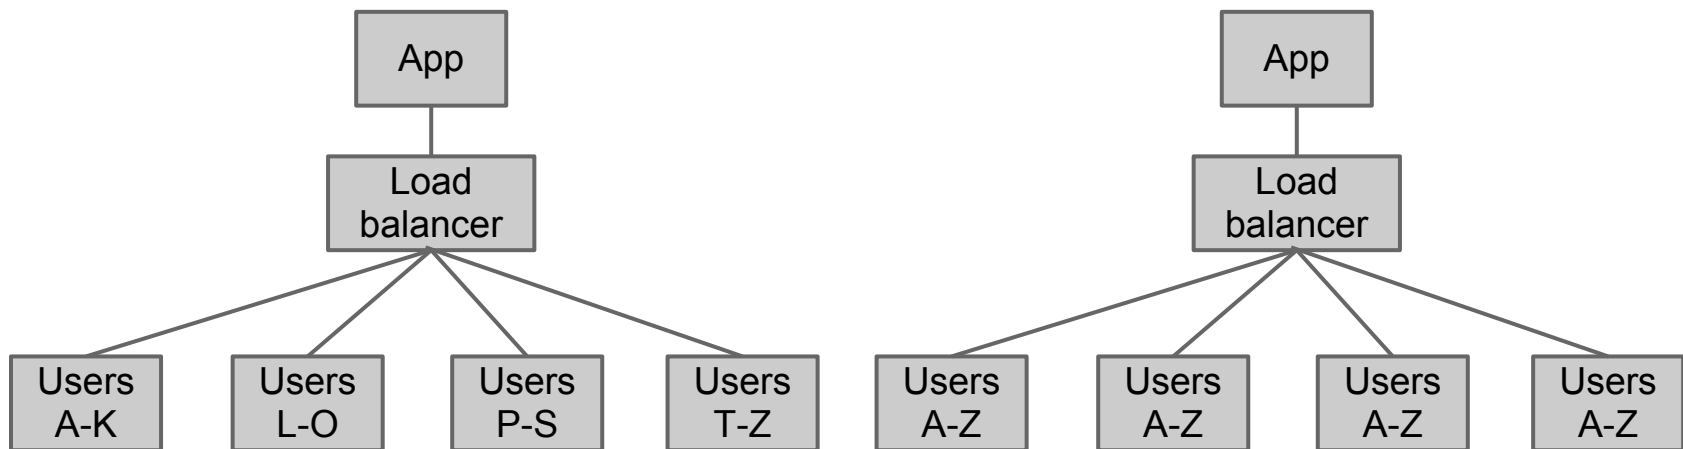 App
Load
balancer
Users
A-K
Users
L-O
Users
P-S
Users
T-Z
App
Load
balancer
Users
A-Z
Users
A-Z
Users
A-Z
Users
A-Z